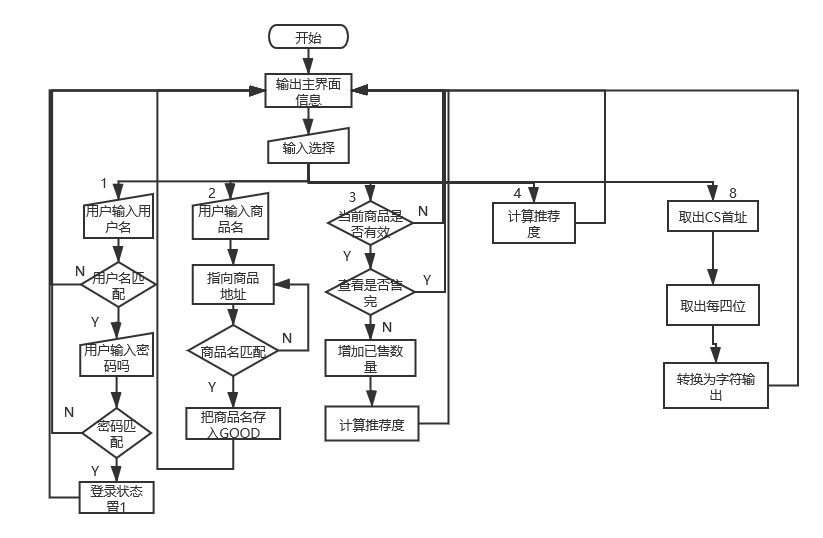 开始
输出主界面
信息
输入选择
1
用户输入用
户名
N
用户名匹
配
Y
用户输入密
码吗
N
密码匹
配
Y
登录状态
置1
2
用户输入商
品名
指向商品
地址
N
商品名匹配
Y
把商品名存
入GOOD
3
当前商品是
否有效
N
Y
查看是否售
完
Y
N
增加已售数
量
计算推荐度
4
计算推荐
度
8
取出CS首址
取出每四位
转换为字符输
出